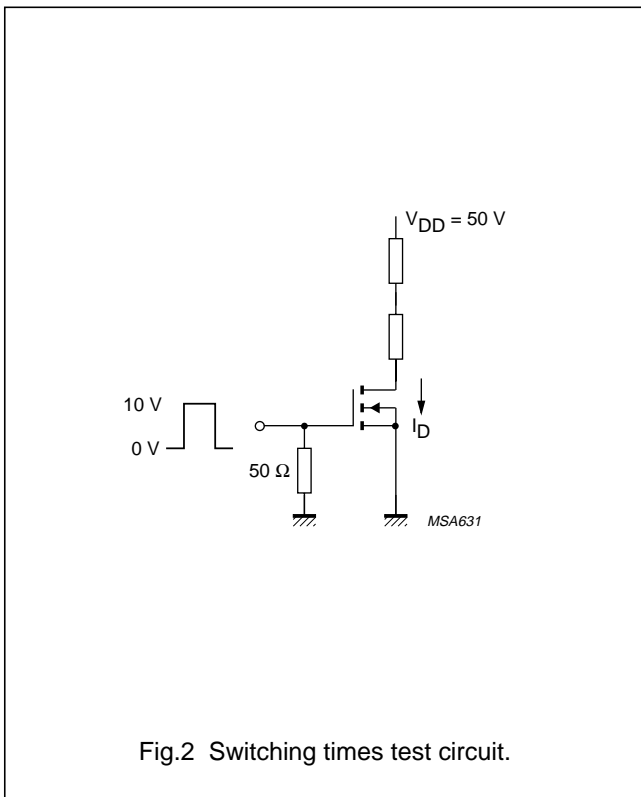 V_DD = 50 V
10 V
0 V
I_D
50 Ω
MSA631
Fig.2 Switching times test circuit.